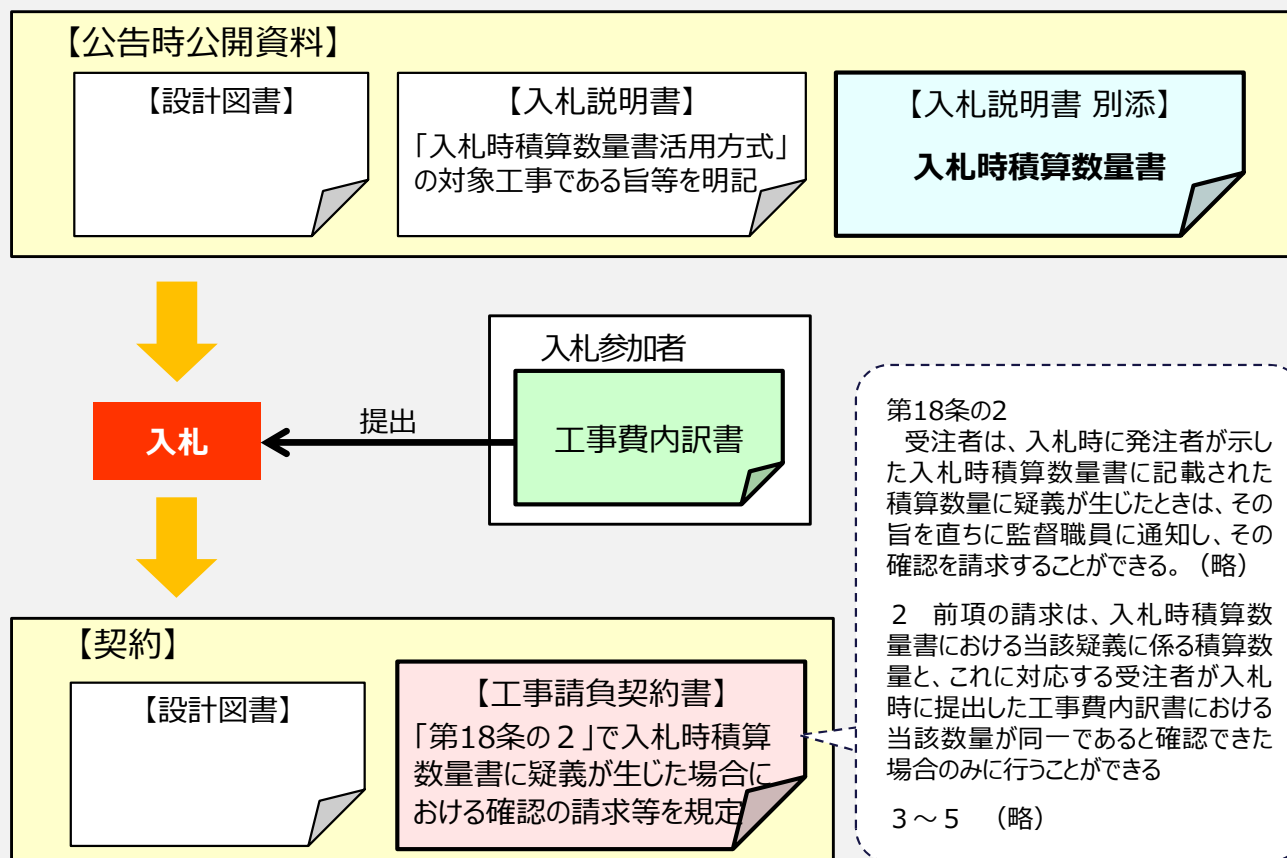 【公告時公開資料】
【設計図書】
【入札説明書】
「入札時積算数量書活用方式」
の対象工事である旨等を明記
【入札説明書 別添】
入札時積算数量書
入札参加者
工事費内訳書
提出
入札
【契約】
【設計図書】
【工事請負契約書】
「第18条の２」で入札時積算
数量書に疑義が生じた場合に
おける確認の請求等を規定
第18条の2
受注者は、入札時に発注者が示し
た入札時積算数量書に記載された
積算数量に疑義が生じたときは、その
旨を直ちに監督職員に通知し、その
確認を請求することができる。（略）
２　前項の請求は、入札時積算数
量書における当該疑義に係る積算数
量と、これに対応する受注者が入札
時に提出した工事費内訳書における
当該数量が同一であると確認できた
場合のみに行うことができる
３～５　（略）